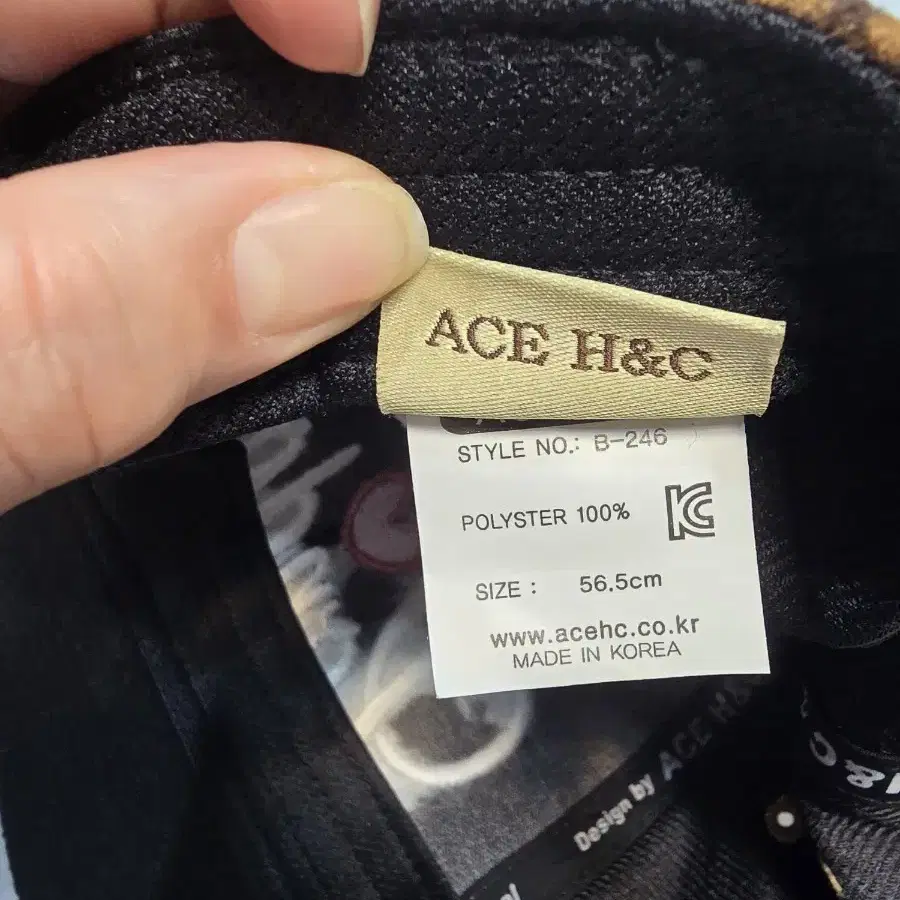 ACE H&C
STYLE NO.: B-246
POLYSTER 100%
KC
SIZE : 56.5cm
www.acehc.co.kr
MADE IN KOREA
Design by ACE H&